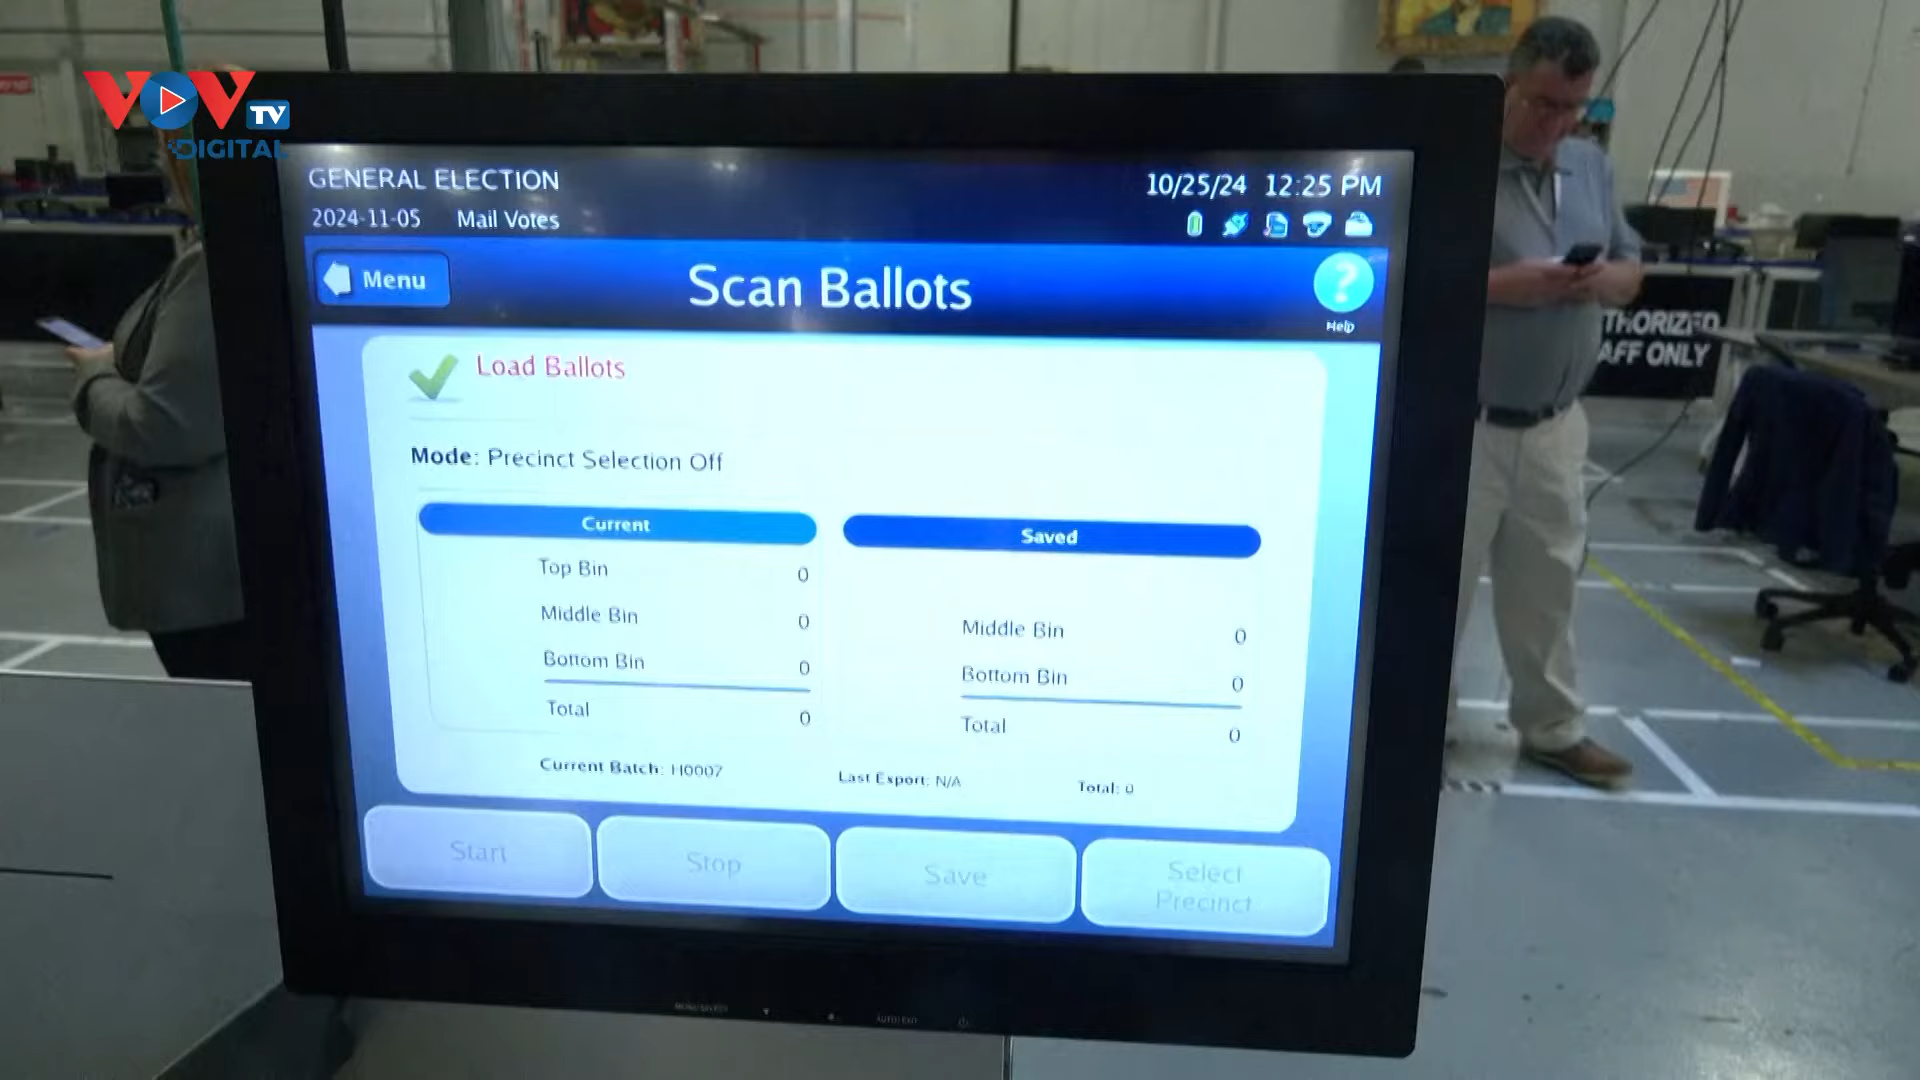 VOV TV
DIGITAL
GENERAL ELECTION
10/25/24 12:25 PM
2024-11-05 Mail Votes
Menu
Scan Ballots
?
Help
Load Ballots
Mode: Precinct Selection Off
Current
Top Bin 0
Middle Bin 0
Bottom Bin 0
Total 0
Saved
Middle Bin 0
Bottom Bin 0
Total 0
Current Batch: H0007
Last Export: N/A
Total: 0
Start
Stop
Save
Select
Precinct
THORIZED
AFF ONLY